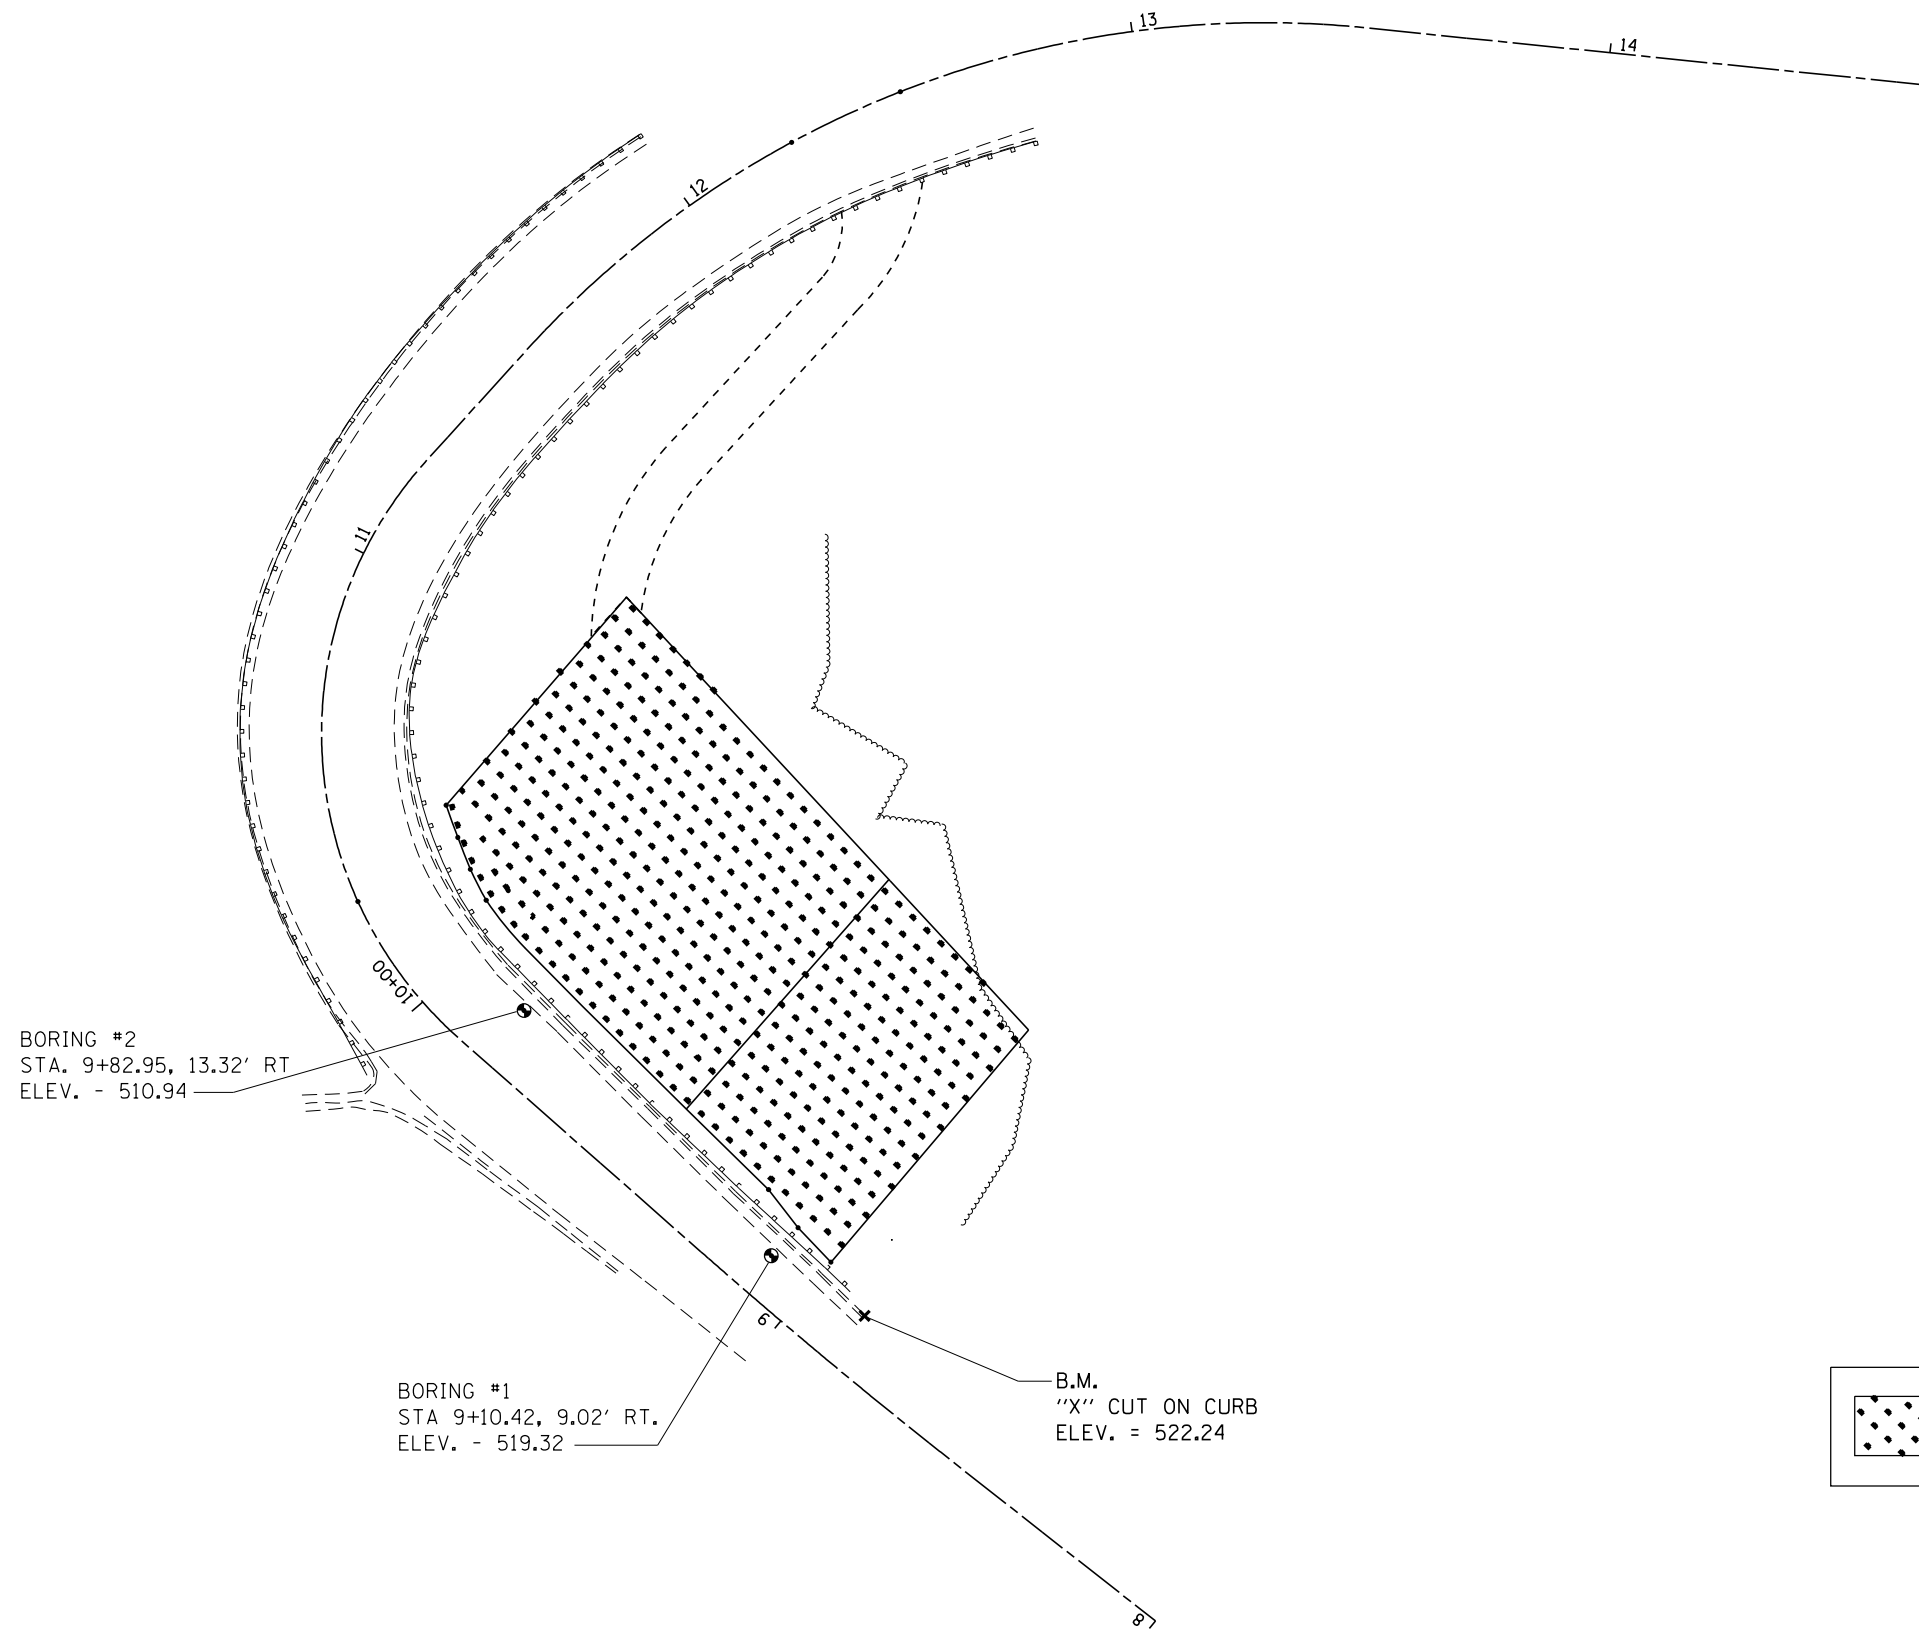 13
14
12
11
10+00
BORING #2
STA. 9+82.95, 13.32' RT
ELEV. - 510.94
9
BORING #1
STA 9+10.42, 9.02' RT.
ELEV. - 519.32
B.M.
"X" CUT ON CURB
ELEV. = 522.24
8